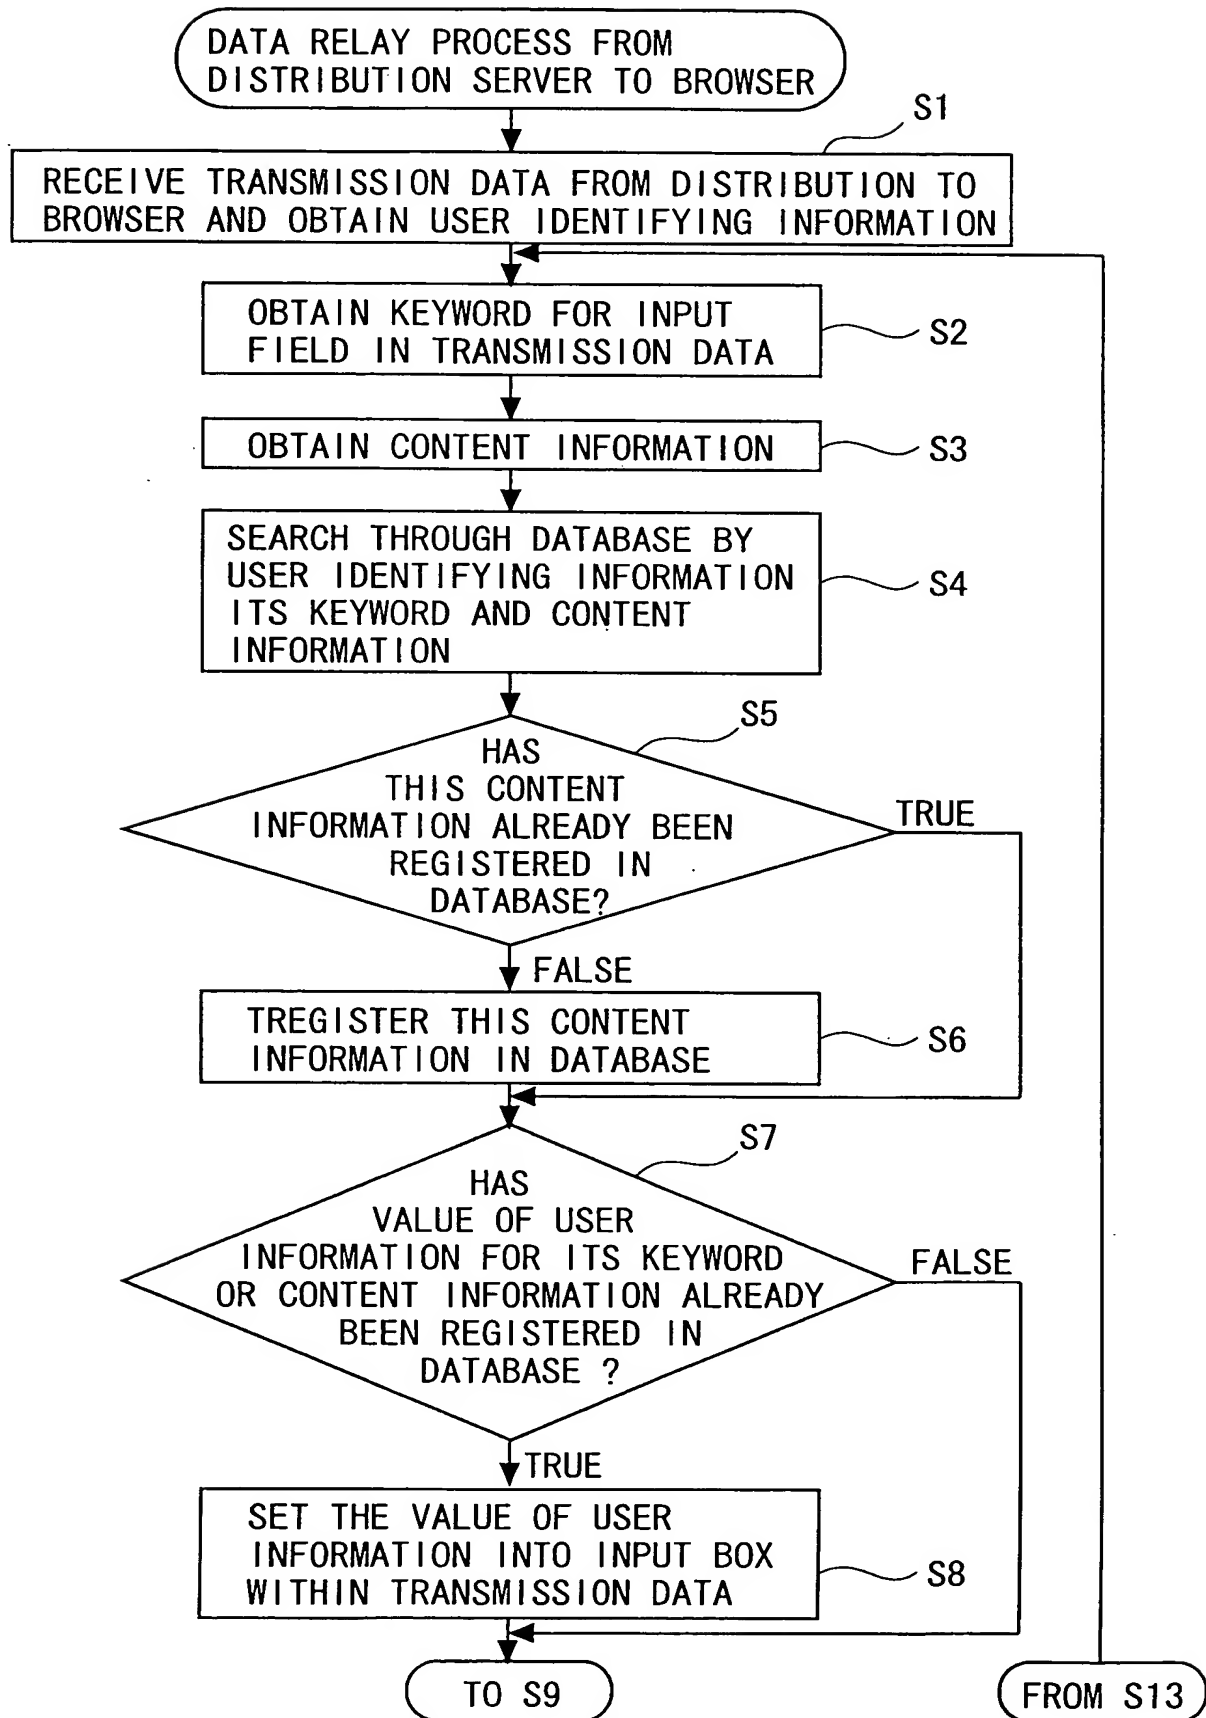 DATA RELAY PROCESS FROM
DISTRIBUTION SERVER TO BROWSER
S1
RECEIVE TRANSMISSION DATA FROM DISTRIBUTION TO
BROWSER AND OBTAIN USER IDENTIFYING INFORMATION
OBTAIN KEYWORD FOR INPUT
FIELD IN TRANSMISSION DATA
S2
OBTAIN CONTENT INFORMATION
S3
SEARCH THROUGH DATABASE BY
USER IDENTIFYING INFORMATION
ITS KEYWORD AND CONTENT
INFORMATION
S4
S5
HAS
THIS CONTENT
INFORMATION ALREADY BEEN
REGISTERED IN
DATABASE?
TRUE
FALSE
TREGISTER THIS CONTENT
INFORMATION IN DATABASE
S6
S7
HAS
VALUE OF USER
INFORMATION FOR ITS KEYWORD
OR CONTENT INFORMATION ALREADY
BEEN REGISTERED IN
DATABASE ?
FALSE
TRUE
SET THE VALUE OF USER
INFORMATION INTO INPUT BOX
WITHIN TRANSMISSION DATA
S8
TO S9
FROM S13